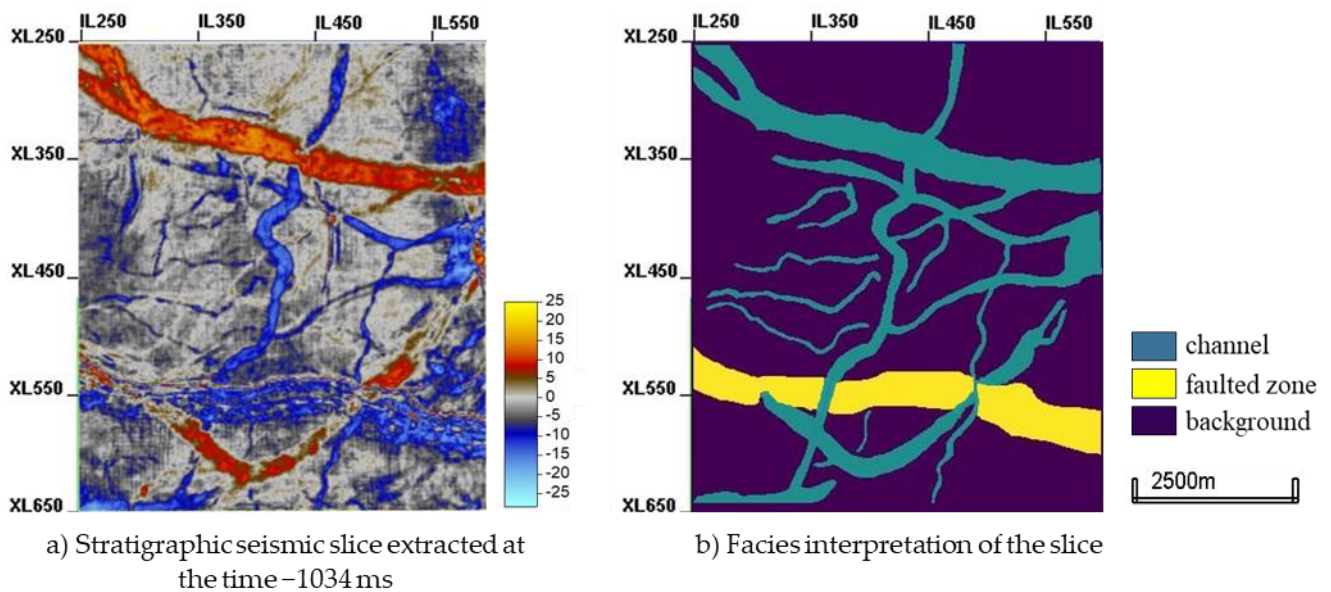 IL250 IL350 IL450 IL550
XL250
XL350
XL450
XL550
XL650
25
20
15
10
5
0
-5
-10
-15
-20
-25
a) Stratigraphic seismic slice extracted at
the time –1034 ms
IL250 IL350 IL450 IL550
XL250
XL350
XL450
XL550
XL650
channel
faulted zone
background
2500m
b) Facies interpretation of the slice